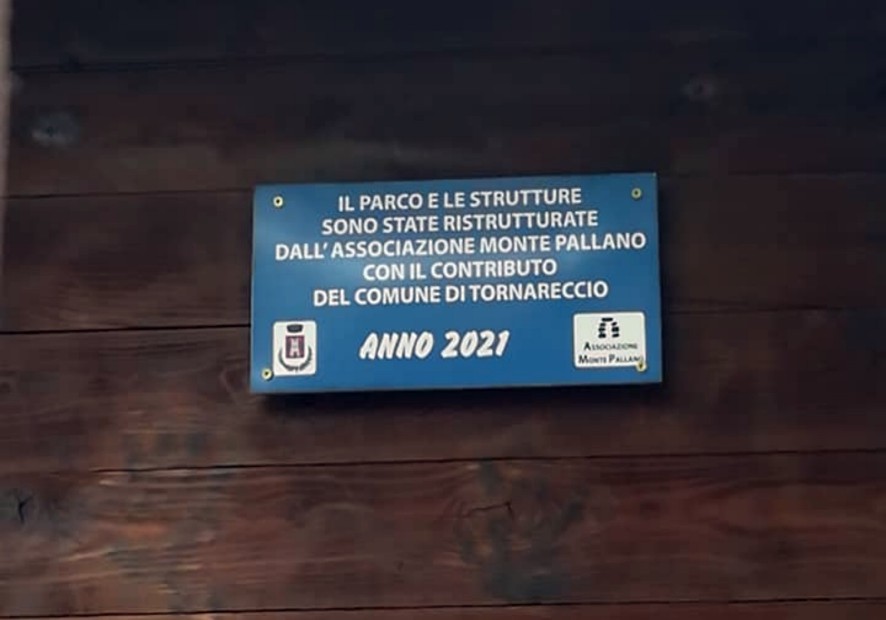 IL PARCO E LE STRUTTURE
SONO STATE RISTRUTTURATE
DALL' ASSOCIAZIONE MONTE PALLANO
CON IL CONTRIBUTO
DEL COMUNE DI TORNARECCIO
ANNO 2021
ASSOCIAZIONE
MONTE PALLANO